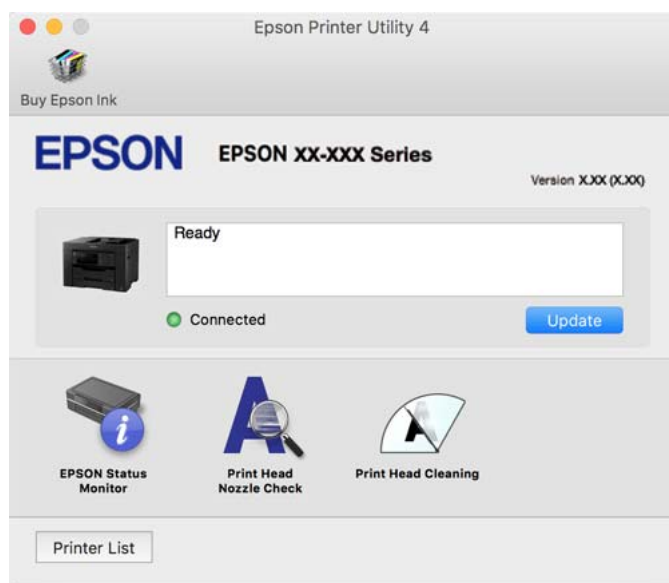 Epson Printer Utility 4
Buy Epson Ink
EPSON
EPSON XX-XXX Series
Version X.XX (X.XX)
Ready
Connected
Update
EPSON Status
Monitor
Print Head
Nozzle Check
Print Head Cleaning
Printer List